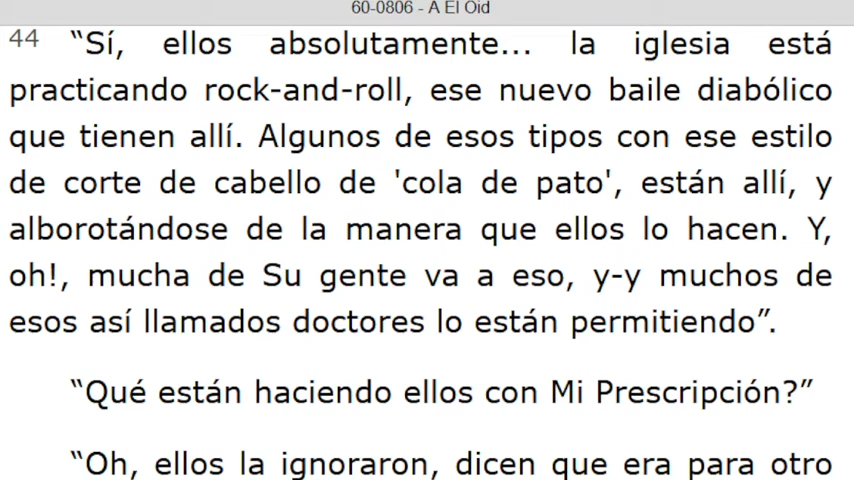 60-0806 - A El Oid
44 “Sí, ellos absolutamente... la iglesia está
practicando rock-and-roll, ese nuevo baile diabólico
que tienen allí. Algunos de esos tipos con ese estilo
de corte de cabello de 'cola de pato', están allí, y
alborotándose de la manera que ellos lo hacen. Y,
oh!, mucha de Su gente va a eso, y-y muchos de
esos así llamados doctores lo están permitiendo”.
“Qué están haciendo ellos con Mi Prescripción?”
“Oh, ellos la ignoraron, dicen que era para otro